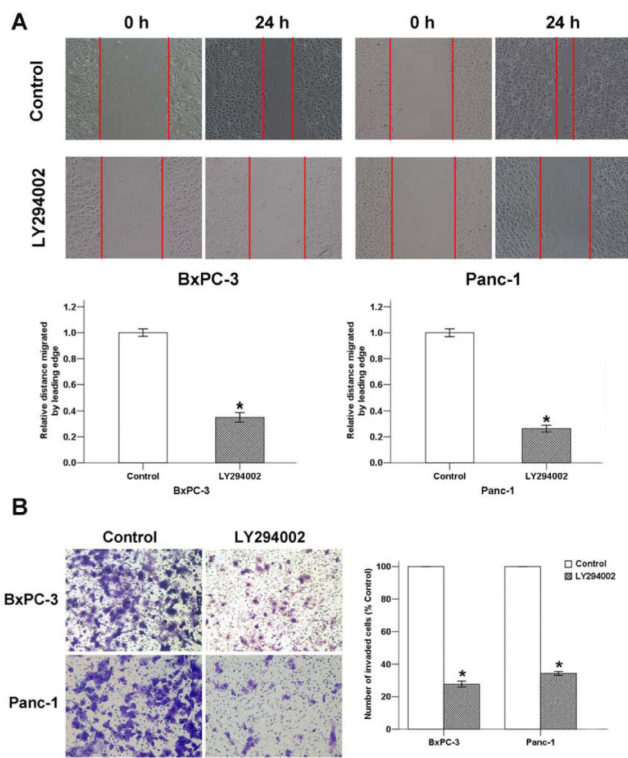 A
0 h
24 h
0 h
24 h
Control
LY294002
BxPC-3
Panc-1
Relative distance migrated
by leading edge
1.2
1.0
0.8
0.6
0.4
0.2
0.0
*
Control
LY294002
BxPC-3
Relative distance migrated
by leading edge
1.2
1.0
0.8
0.6
0.4
0.2
0.0
*
Control
LY294002
Panc-1
B
Control
LY294002
BxPC-3
Panc-1
Number of invaded cells (% Control)
100
80
60
40
20
0
*
*
Control
LY294002
BxPC-3
Panc-1